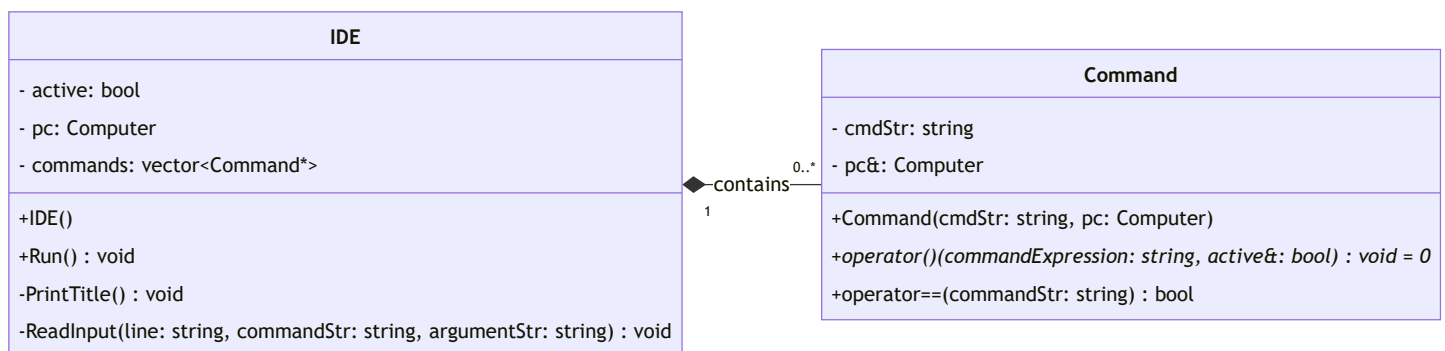 IDE
- active: bool
- pc: Computer
- commands: vector<Command*>
+IDE()
+Run() : void
-PrintTitle() : void
-ReadInput(line: string, commandStr: string, argumentStr: string) : void
1
contains
0..*
Command
- cmdStr: string
- pc&: Computer
+Command(cmdStr: string, pc: Computer)
+operator()(commandExpression: string, active&: bool) : void = 0
+operator==(commandStr: string) : bool